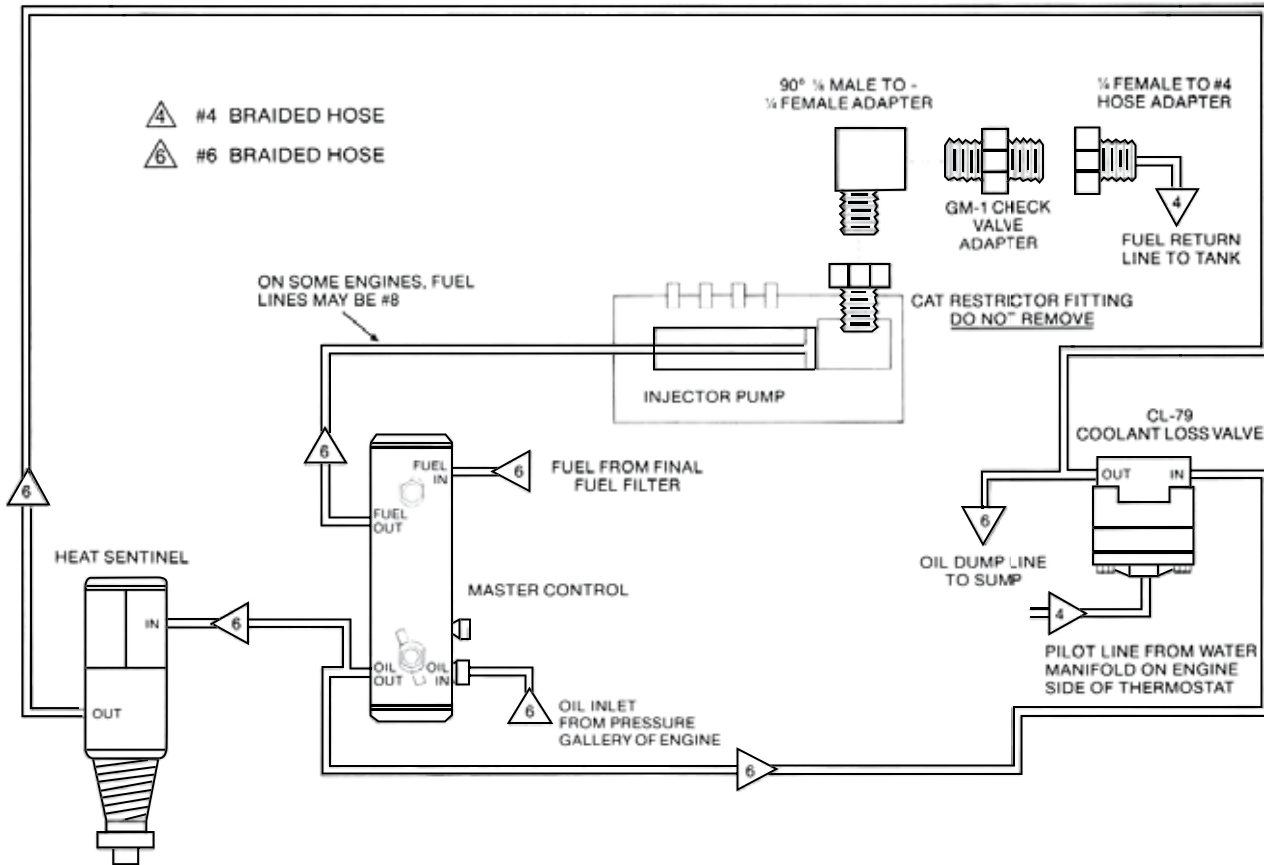 90° ⅛ MALE TO -
⅛ FEMALE ADAPTER
⅛ FEMALE TO #4
HOSE ADAPTER
4 #4 BRAIDED HOSE
6 #6 BRAIDED HOSE
GM-1 CHECK
VALVE
ADAPTER
4
FUEL RETURN
LINE TO TANK
ON SOME ENGINES, FUEL
LINES MAY BE #8
CAT RESTRICTOR FITTING
DO NOT REMOVE
INJECTOR PUMP
CL-79
COOLANT LOSS VALVE
OUT IN
6
FUEL
IN
6
FUEL FROM FINAL
FUEL FILTER
FUEL
OUT
6
6
OIL DUMP LINE
TO SUMP
HEAT SENTINEL
MASTER CONTROL
IN
6
4
OIL
OUT
OIL
IN
PILOT LINE FROM WATER
MANIFOLD ON ENGINE
SIDE OF THERMOSTAT
OUT
6
OIL INLET
FROM PRESSURE
GALLERY OF ENGINE
6